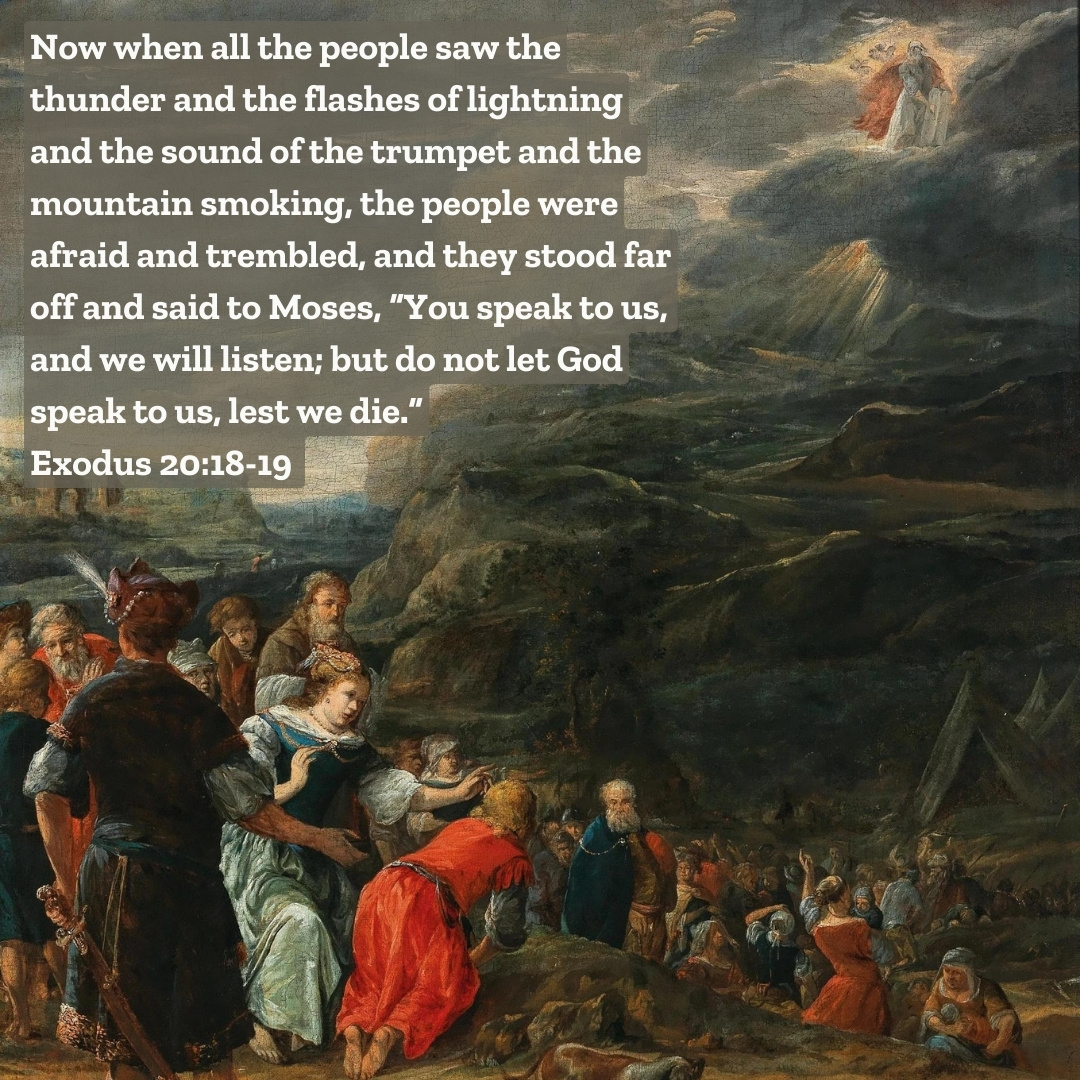 Now when all the people saw the
thunder and the flashes of lightning
and the sound of the trumpet and the
mountain smoking, the people were
afraid and trembled, and they stood far
off and said to Moses, “You speak to us,
and we will listen; but do not let God
speak to us, lest we die.”
Exodus 20:18-19